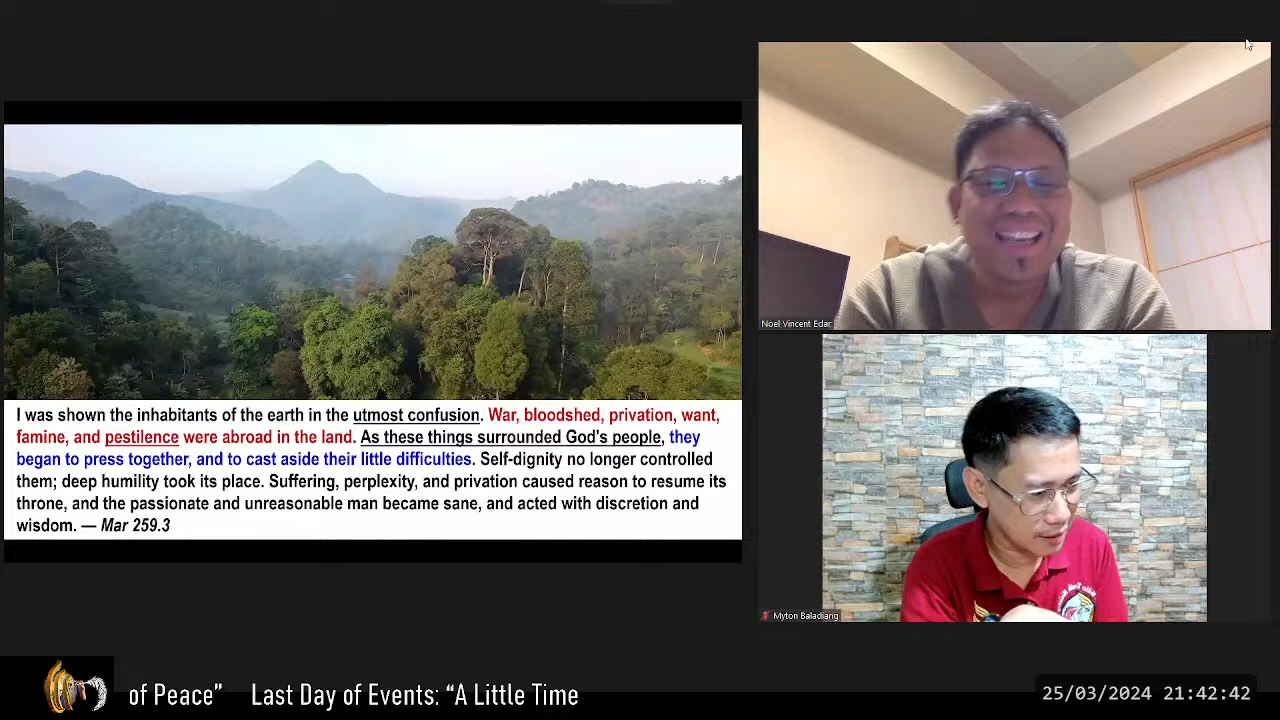 I was shown the inhabitants of the earth in the utmost confusion. War, bloodshed, privation, want,
famine, and pestilence were abroad in the land. As these things surrounded God's people, they
began to press together, and to cast aside their little difficulties. Self-dignity no longer controlled
them; deep humility took its place. Suffering, perplexity, and privation caused reason to resume its
throne, and the passionate and unreasonable man became sane, and acted with discretion and
wisdom. — Mar 259.3
Noel Vincent Edar
Myton Baladiang
of Peace” Last Day of Events: “A Little Time
25/03/2024 21:42:42